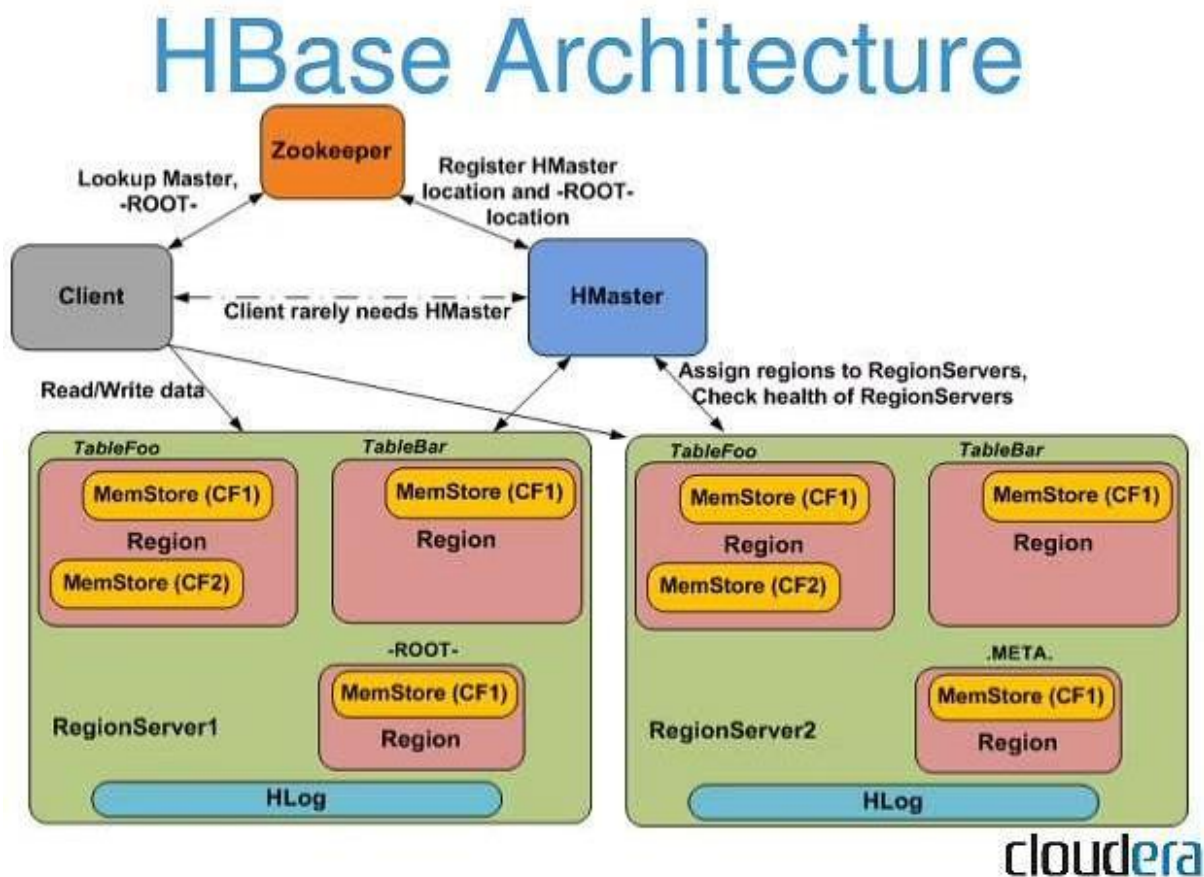 HBase Architecture
Zookeeper
Lookup Master,
-ROOT-
Register HMaster
location and -ROOT-
location
Client
Client rarely needs HMaster
HMaster
Read/Write data
Assign regions to RegionServers,
Check health of RegionServers
TableFoo
TableBar
MemStore (CF1)
MemStore (CF1)
Region
Region
MemStore (CF2)
-ROOT-
MemStore (CF1)
Region
RegionServer1
HLog
TableFoo
TableBar
MemStore (CF1)
MemStore (CF1)
Region
Region
MemStore (CF2)
.META.
MemStore (CF1)
Region
RegionServer2
HLog
cloudera